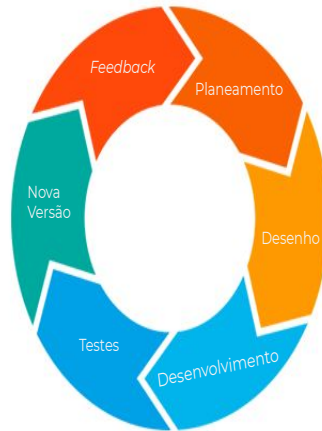 Feedback
Planeamento
Desenho
Desenvolvimento
Testes
Nova
Versão